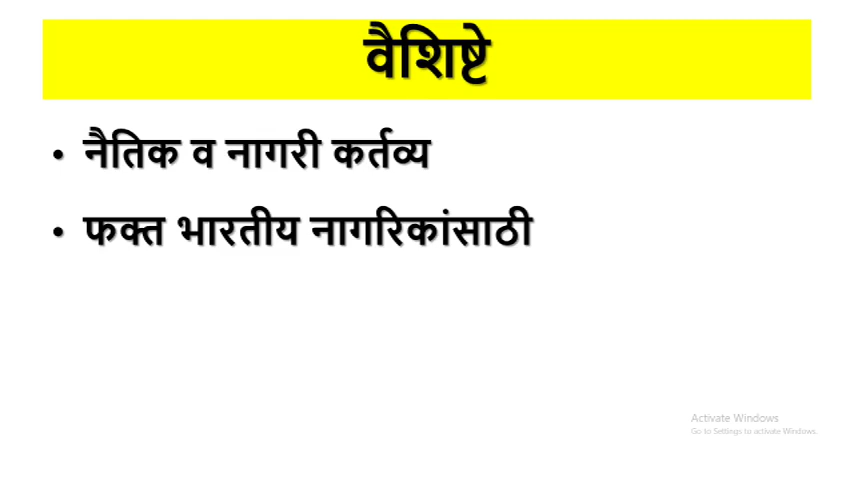 वैशिष्टे
• नैतिक व नागरी कर्तव्य
• फक्त भारतीय नागरिकांसाठी
Activate Windows
Go to Settings to activate Windows.